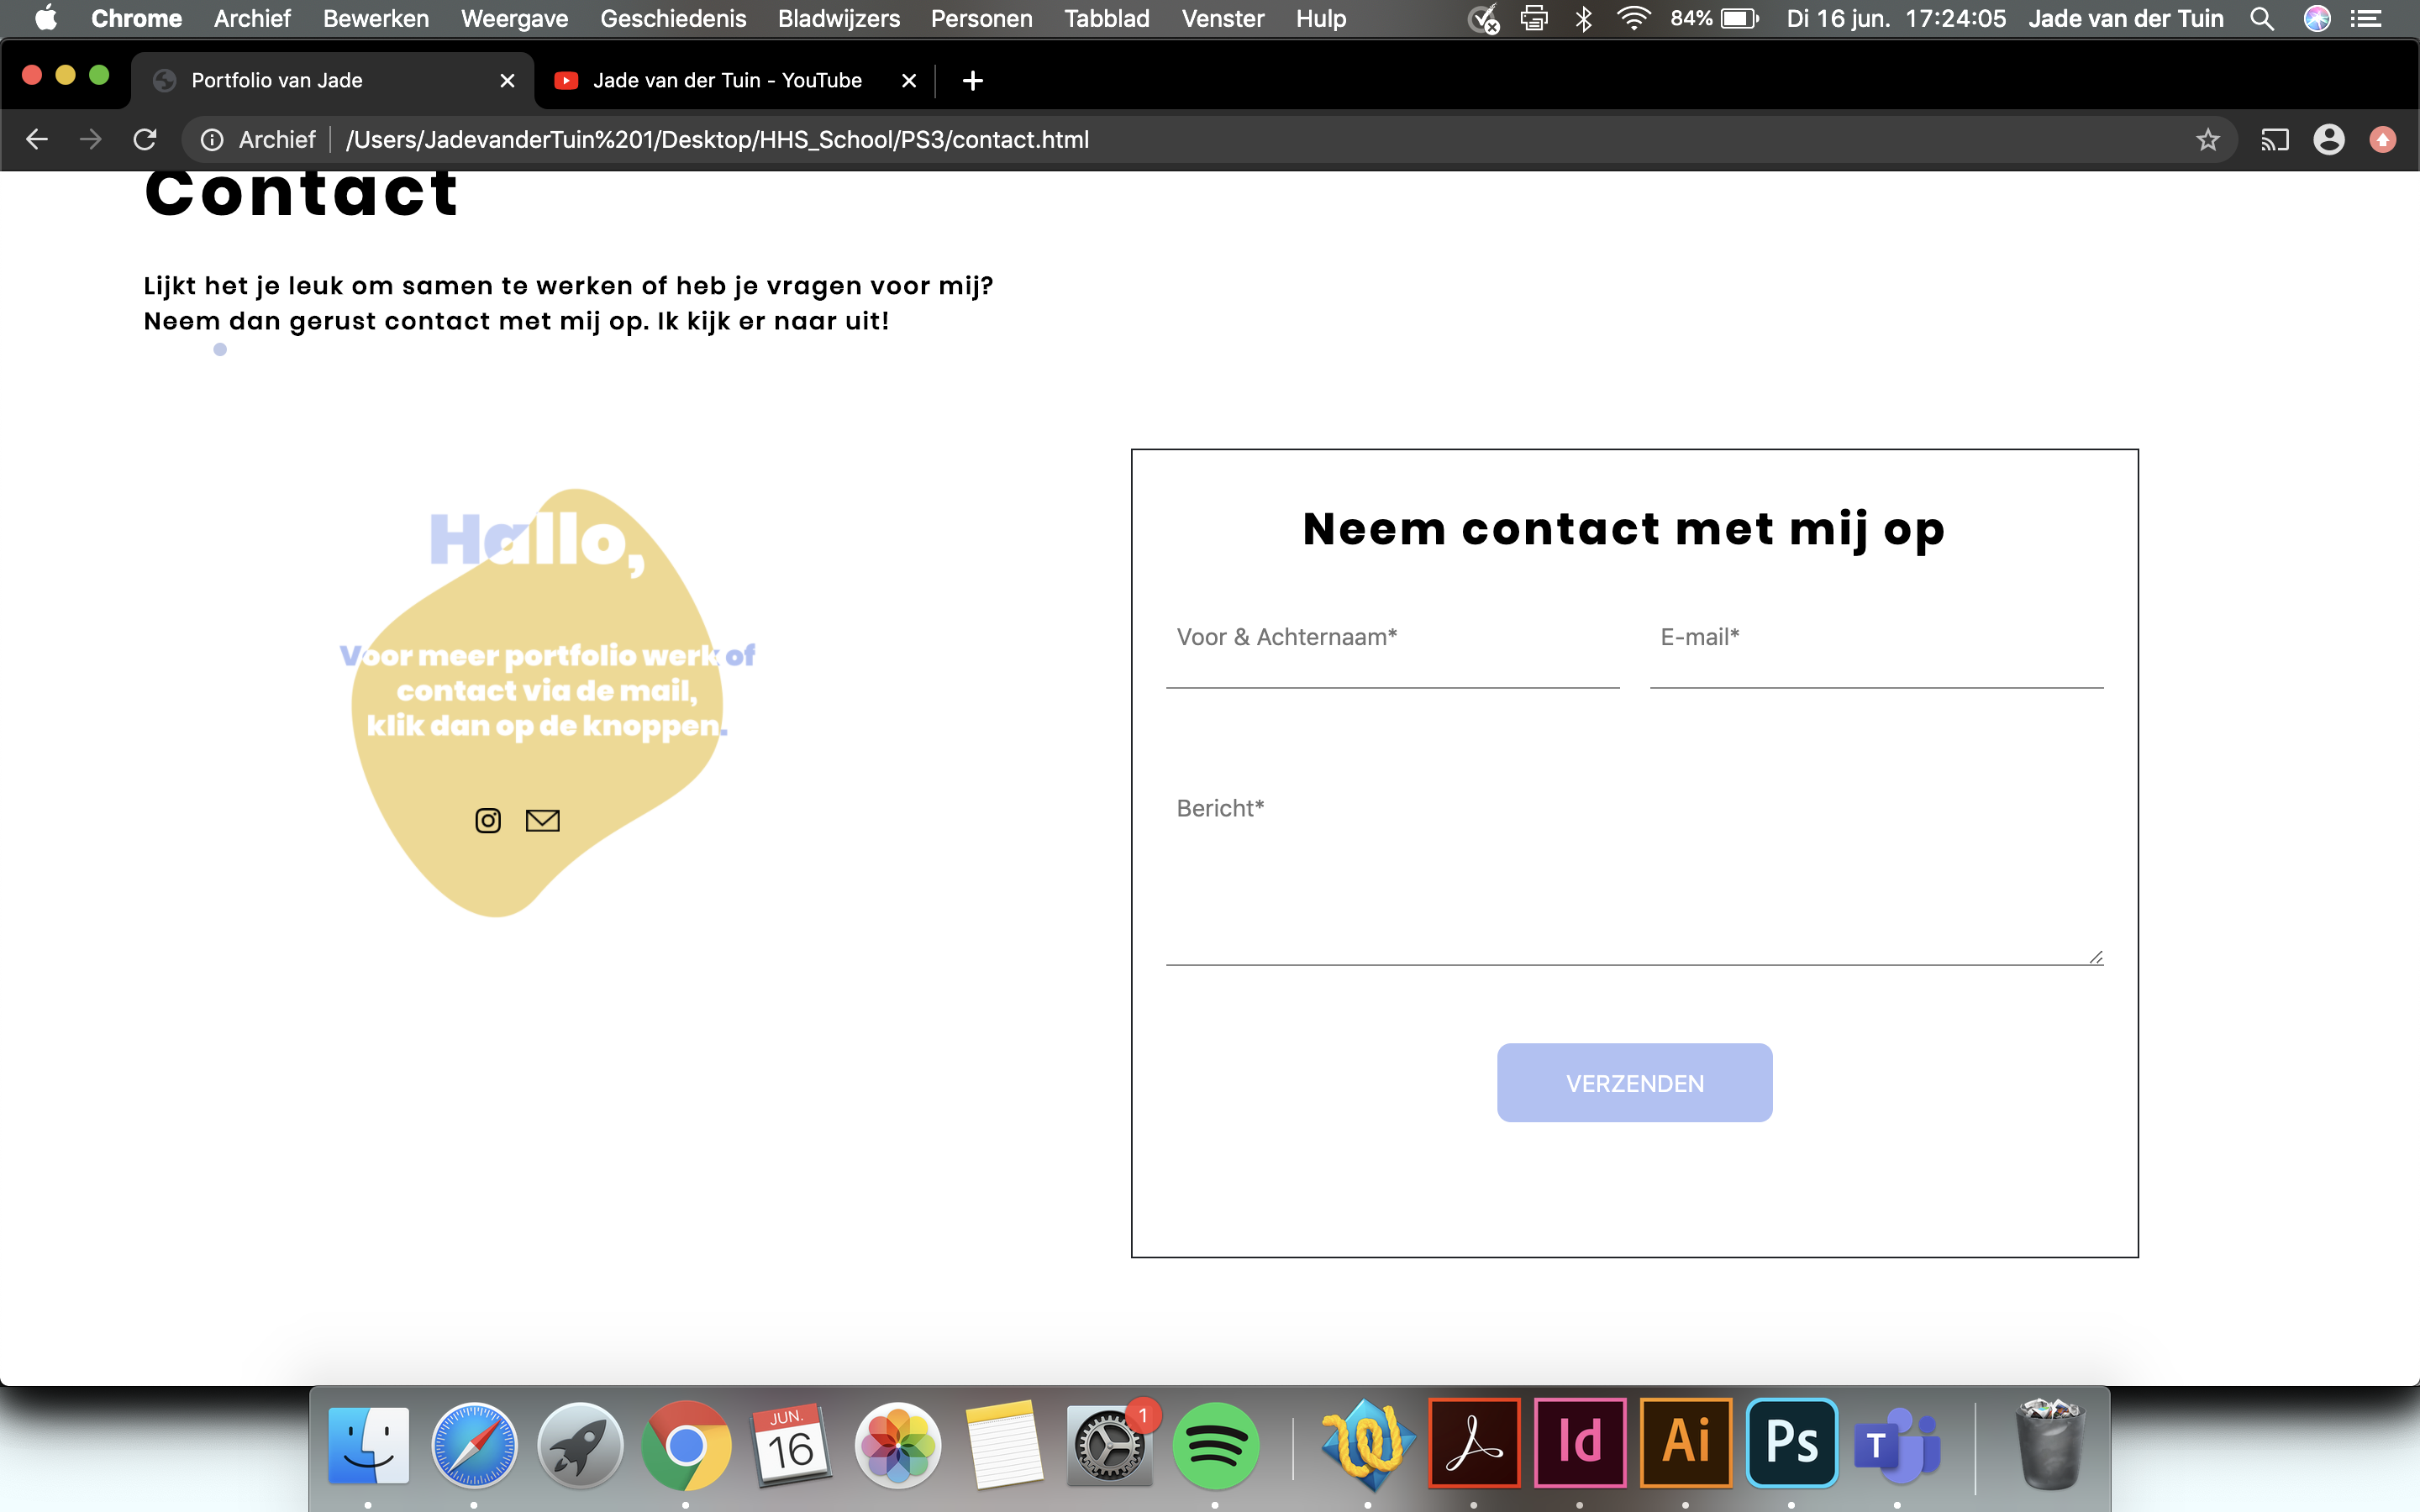 Chrome Archief Bewerken Weergave Geschiedenis Bladwijzers Personen Tabblad Venster Hulp 84% Di 16 jun. 17:24:05 Jade van der Tuin
Portfolio van Jade Jade van der Tuin - YouTube
Archief /Users/JadevanderTuin%201/Desktop/HHS_School/PS3/contact.html
Contact
Lijkt het je leuk om samen te werken of heb je vragen voor mij?
Neem dan gerust contact met mij op. Ik kijk er naar uit!
Hallo,
Voor meer portfolio werk of
contact via de mail,
klik dan op de knoppen.
Neem contact met mij op
Voor & Achternaam* E-mail*
Bericht*
VERZENDEN
JUN.
16
1
Id
Ai
Ps
T